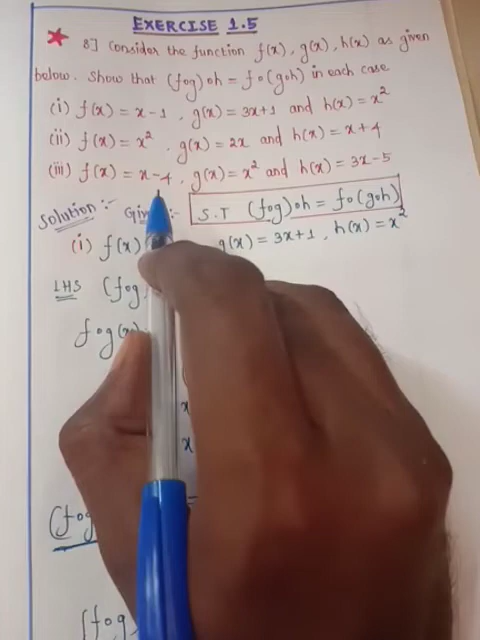 EXERCISE 1.5
8] Consider the function f(x), g(x), h(x) as given
below. Show that (fog)oh = fo(goh) in each case
(i) f(x) = x-1, g(x) = 3x+1 and h(x) = x²
(ii) f(x) = x², g(x) = 2x and h(x) = x+4
(iii) f(x) = x-4, g(x) = x² and h(x) = 3x-5
Solution:- Given:- S.T (fog)oh = fo(goh)
(i) f(x) g(x) = 3x+1, h(x) = x²
LHS (fog)
fog(x)
x
x
(fog
(fog